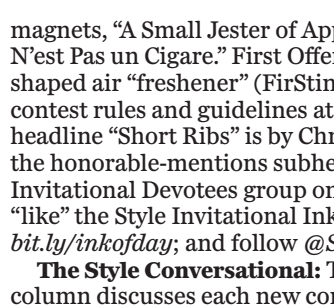 magnets, “A Small Jester of App
N’est Pas un Cigare.” First Offe
shaped air “freshener” (FirStin
contest rules and guidelines at
headline “Short Ribs” is by Chr
the honorable-mentions subhe
Invitational Devotees group on
“like” the Style Invitational Ink
bit.ly/inkofday; and follow @S
The Style Conversational: T
column discusses each new con